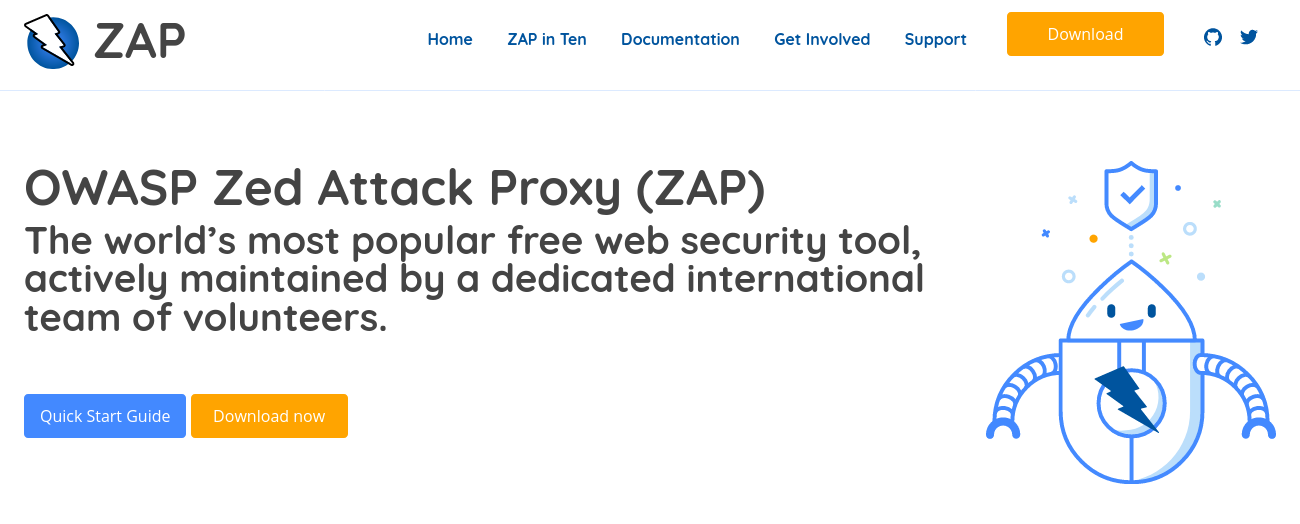 ZAP
Home
ZAP in Ten
Documentation
Get Involved
Support
Download
OWASP Zed Attack Proxy (ZAP)
The world’s most popular free web security tool,
actively maintained by a dedicated international
team of volunteers.
Quick Start Guide
Download now